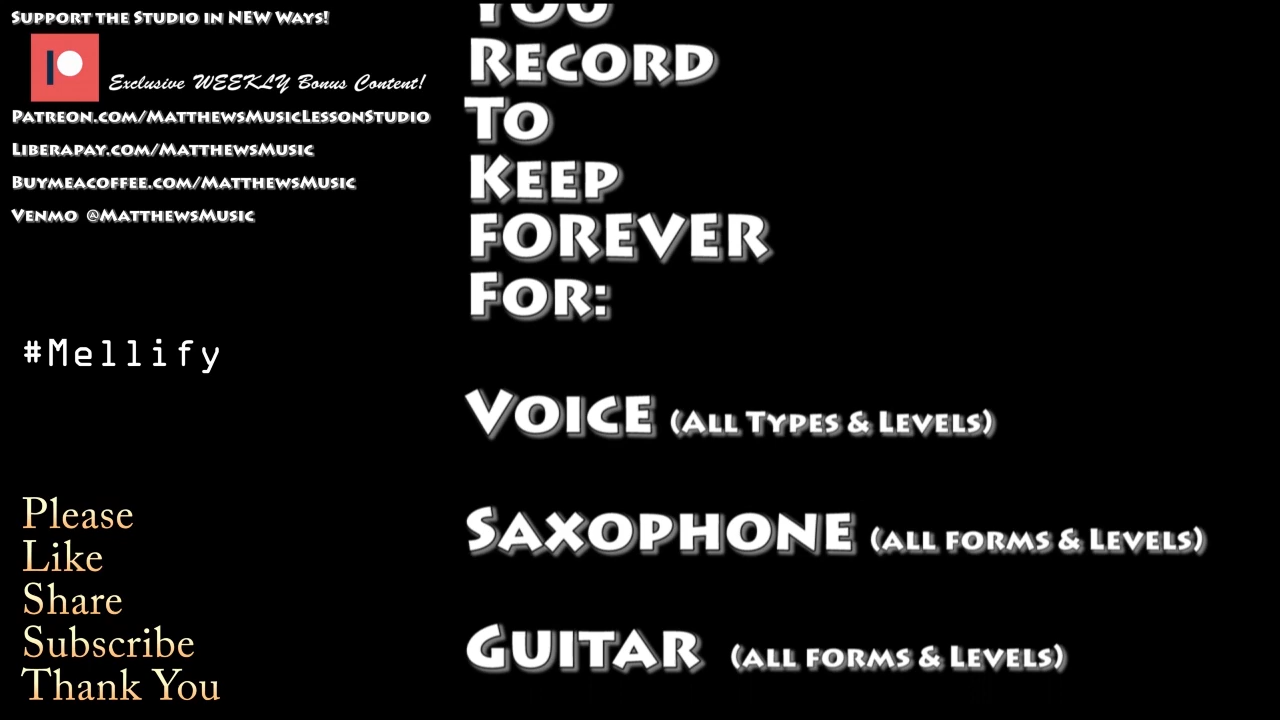 Support the Studio in NEW Ways!
Exclusive WEEKLY Bonus Content!
Patreon.com/MatthewsMusicLessonStudio
Liberapay.com/MatthewsMusic
Buymeacoffee.com/MatthewsMusic
Venmo @MatthewsMusic
#Mellify
Please
Like
Share
Subscribe
Thank You
You
Record
To
Keep
FOREVER
For:
Voice (All Types & Levels)
Saxophone (all forms & Levels)
Guitar (all forms & Levels)